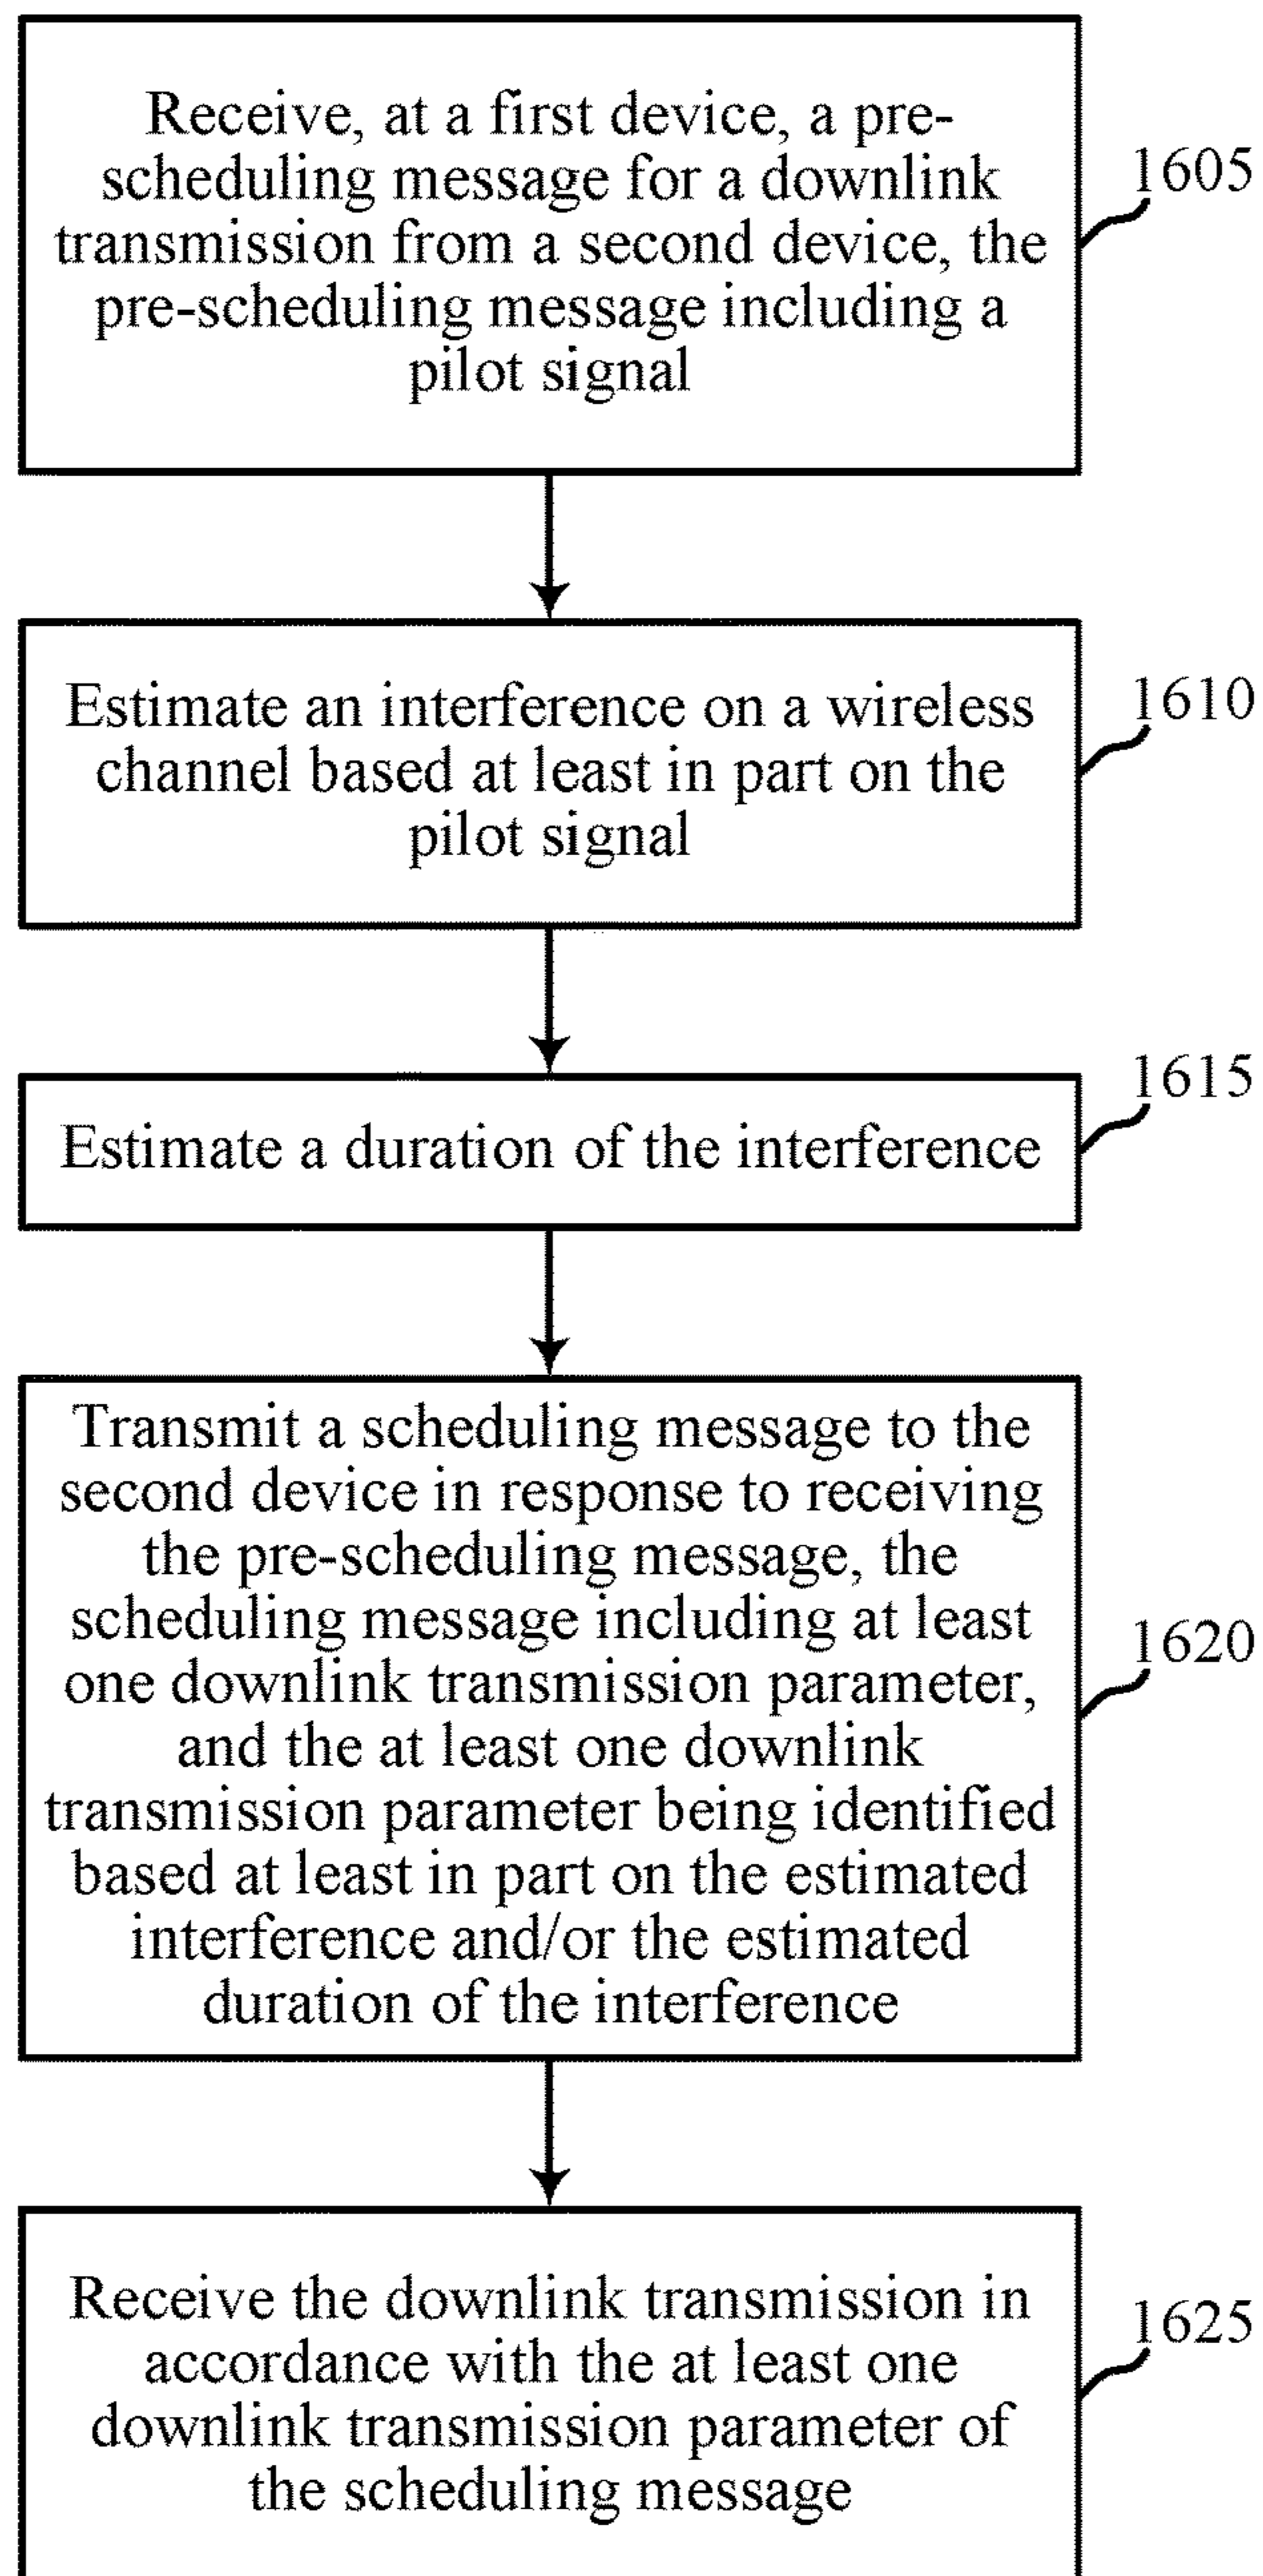 Receive, at a first device, a pre-
scheduling message for a downlink
transmission from a second device, the
pre-scheduling message including a
pilot signal
1605
Estimate an interference on a wireless
channel based at least in part on the
pilot signal
1610
Estimate a duration of the interference
1615
Transmit a scheduling message to the
second device in response to receiving
the pre-scheduling message, the
scheduling message including at least
one downlink transmission parameter,
and the at least one downlink
transmission parameter being identified
based at least in part on the estimated
interference and/or the estimated
duration of the interference
1620
Receive the downlink transmission in
accordance with the at least one
downlink transmission parameter of
the scheduling message
1625